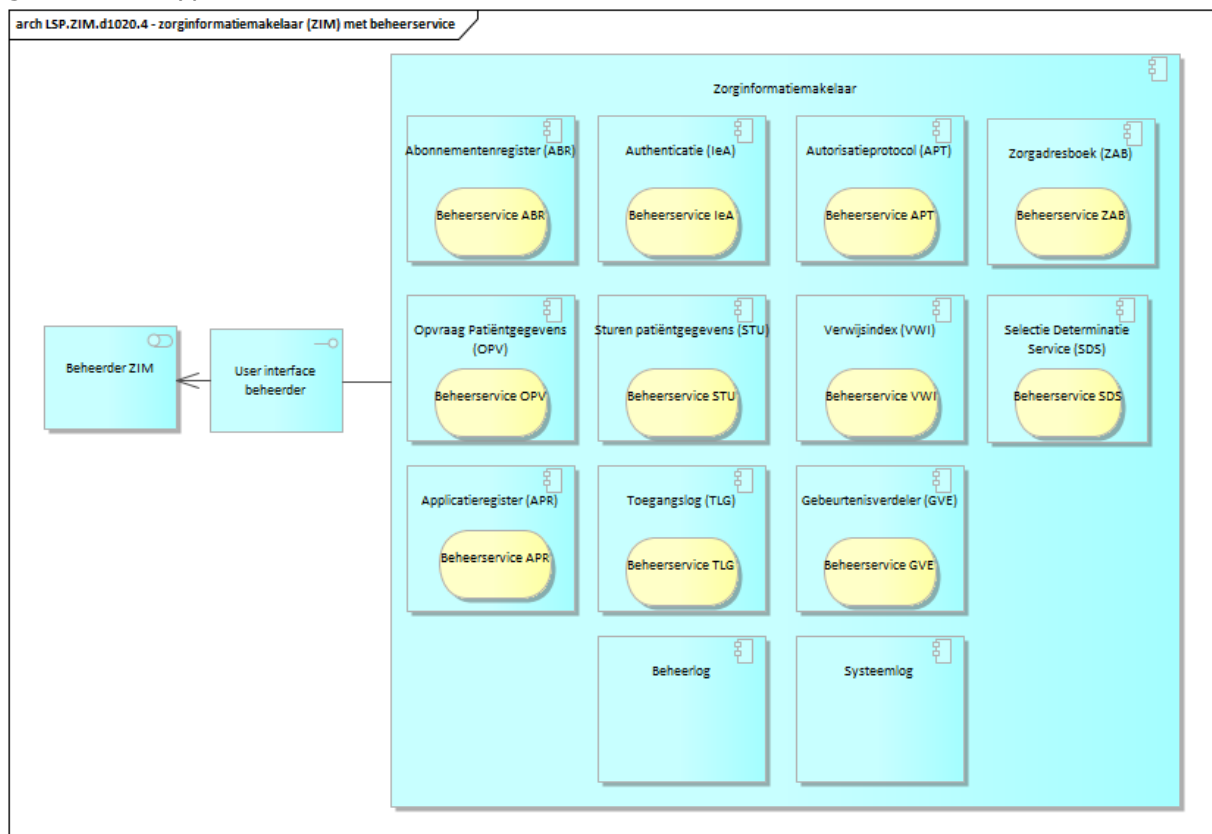 arch LSP.ZIM.d1020.4 - zorginformatiemakelaar (ZIM) met beheerservice
Zorginformatiemakelaar
Abonnementenregister (ABR)
Beheerservice ABR
Authenticatie (IeA)
Beheerservice IeA
Autorisatieprotocol (APT)
Beheerservice APT
Zorgadresboek (ZAB)
Beheerservice ZAB
Beheerder ZIM
User interface
beheerder
Opvraag Patiëntgegevens
(OPV)
Beheerservice OPV
Sturen patiëntgegevens (STU)
Beheerservice STU
Verwijsindex (VWI)
Beheerservice VWI
Selectie Determinatie
Service (SDS)
Beheerservice SDS
Applicatieregister (APR)
Beheerservice APR
Toegangslog (TLG)
Beheerservice TLG
Gebeurtenisverdeler (GVE)
Beheerservice GVE
Beheerlog
Systeemlog